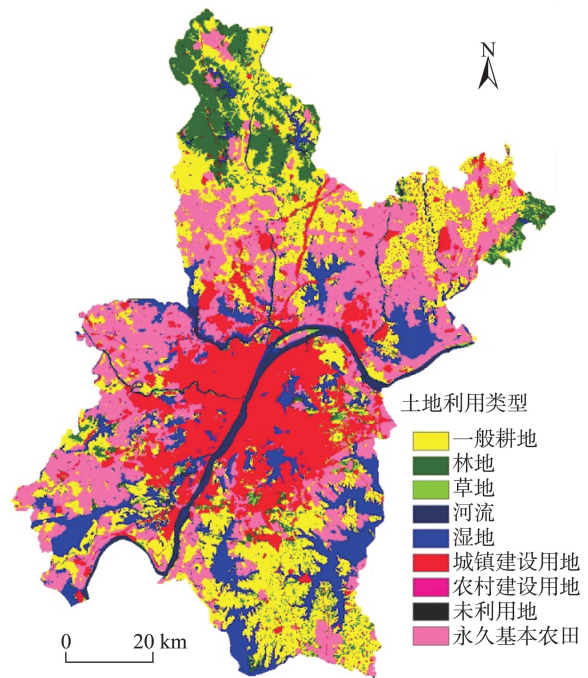 N
土地利用类型
一般耕地
林地
草地
河流
湿地
城镇建设用地
农村建设用地
未利用地
永久基本农田
0 20 km